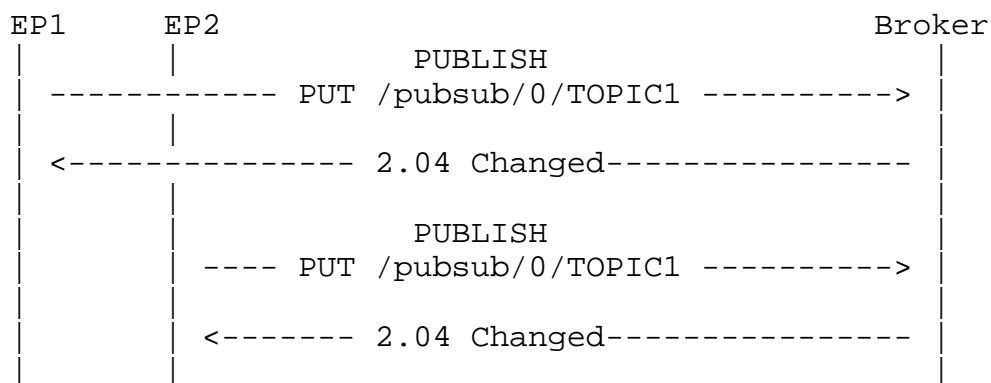 EP1 EP2 Broker
PUBLISH
------------ PUT /pubsub/0/TOPIC1 ---------->
<--------------- 2.04 Changed----------------
PUBLISH
---- PUT /pubsub/0/TOPIC1 ---------->
<------- 2.04 Changed----------------